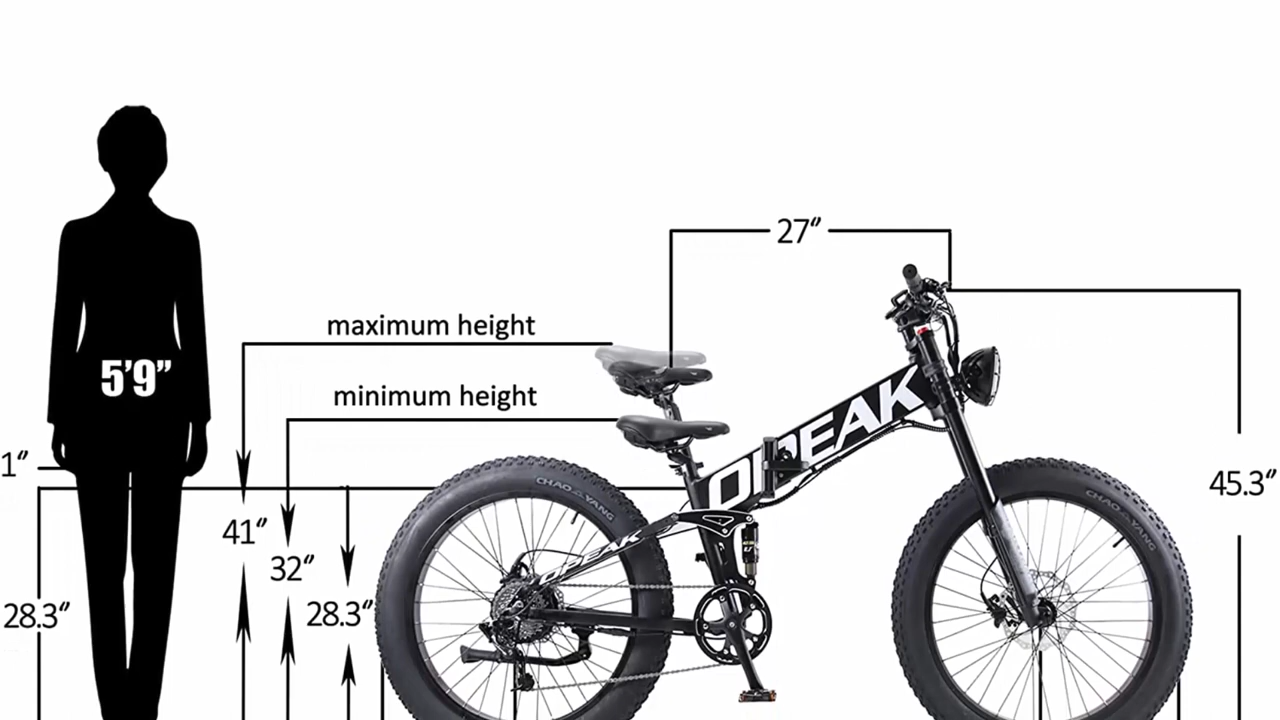 27”
maximum height
5’9”
minimum height
OPEAK
1”
CHAO YANG
CHAO YANG
45.3”
41”
OPEAK
32”
28.3”
28.3”